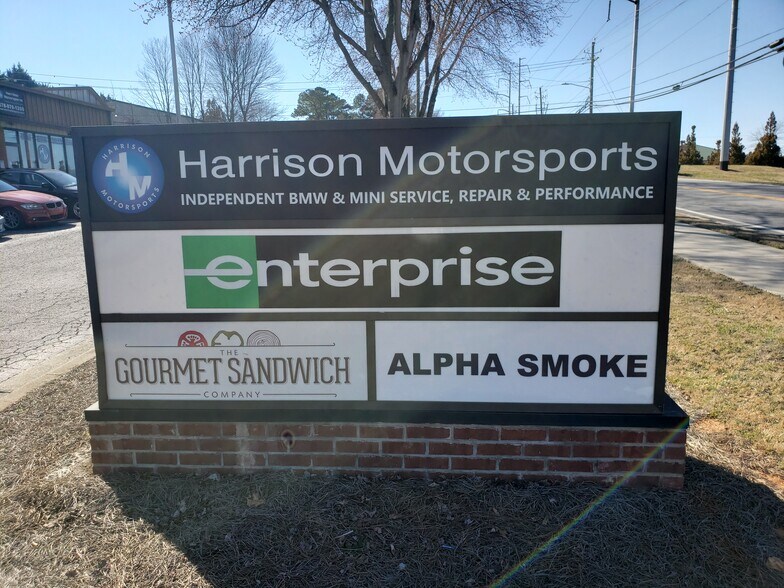 HARRISON
HM
MOTORSPORTS
Harrison Motorsports
INDEPENDENT BMW & MINI SERVICE, REPAIR & PERFORMANCE
enterprise
THE
GOURMET SANDWICH
COMPANY
ALPHA SMOKE